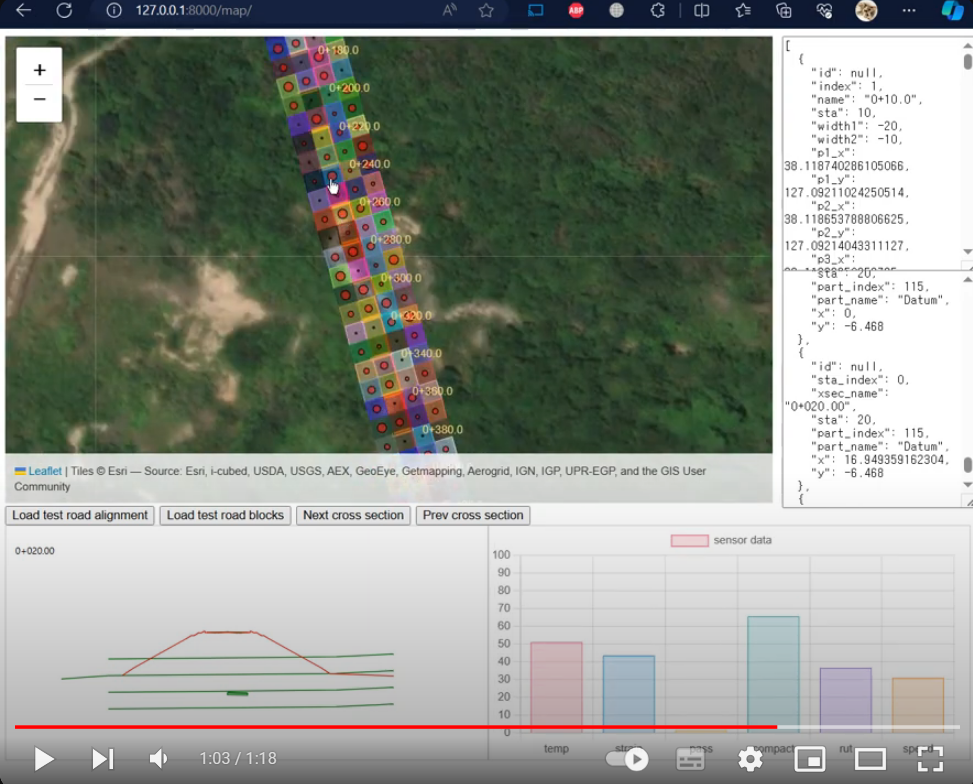 127.0.0.1:8000/map/
A
ABP
+
−
0+180.0
0+200.0
0+220.0
0+240.0
0+260.0
0+280.0
0+300.0
0+320.0
0+340.0
0+360.0
0+380.0
Leaflet | Tiles © Esri — Source: Esri, i-cubed, USDA, USGS, AEX, GeoEye, Getmapping, Aerogrid, IGN, IGP, UPR-EGP, and the GIS User
Community
[
{
"id": null,
"index": 1,
"name": "0+10.0",
"sta": 10,
"width1": -20,
"width2": -10,
"p1_x":
38.118740286105066,
"p1_y":
127.09211024250514,
"p2_x":
38.118653788806625,
"p2_y":
127.09214043311127,
"p3_x":
"sta": 20,
"part_index": 115,
"part_name": "Datum",
"x": 0,
"y": -6.468
},
{
"id": null,
"sta_index": 0,
"xsec_name":
"0+020.00",
"sta": 20,
"part_index": 115,
"part_name": "Datum",
"x": 16.949359162304,
"y": -6.468
},
{
Load test road alignment
Load test road blocks
Next cross section
Prev cross section
0+020.00
sensor data
100
90
80
70
60
50
40
30
20
10
0
temp
rut
1:03 / 1:18